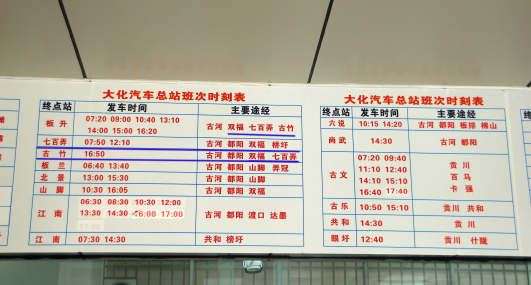 大化汽车总站班次时刻表
终点站 发车时间 主要途经
板升 07:20 09:00 10:40 13:10
14:00 15:00 16:20 古河 双福 七百弄 古竹
七百弄 07:50 12:10 古河 都阳 桥圩
古竹 16:50 古河 都阳 双福 七百弄
板兰 06:40 13:40 古河 都阳 山脚 弄冠
北景 13:00 15:30 古河 都阳 山脚
山脚 10:30 16:05 古河 都阳 双福
江南 06:30 08:30 10:30 12:00
13:30 14:30 16:00 17:00 古河 都阳 渡口 达墨
江南 07:30 14:30 共和 榜圩
大化汽车总站班次时刻表
终点站 发车时间 主要途经
六说 10:15 14:20 古河 都阳 板排 棉山
尚武 14:30 古河 都阳
古文 07:20 09:40
11:10 12:40
14:10 15:10
16:40 17:40
贡川
百马
卡强
古乐 10:50 15:10 贡川 共和
共和 14:30 贡川
眼圩 12:40 贡川 什陇